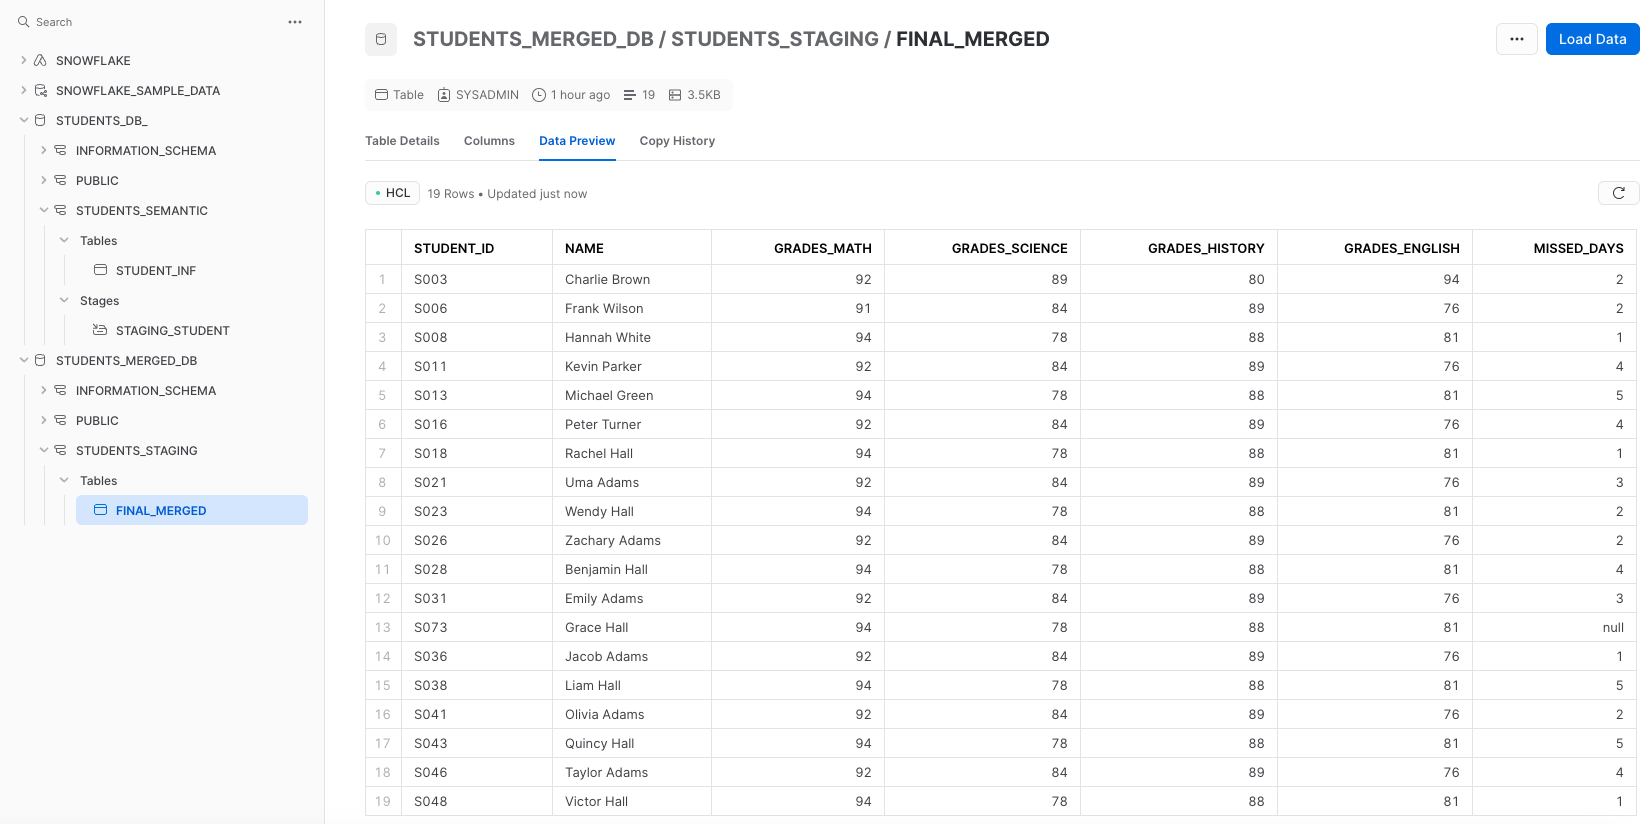 Search
SNOWFLAKE
SNOWFLAKE_SAMPLE_DATA
STUDENTS_DB_
INFORMATION_SCHEMA
PUBLIC
STUDENTS_SEMANTIC
Tables
STUDENT_INF
Stages
STAGING_STUDENT
STUDENTS_MERGED_DB
INFORMATION_SCHEMA
PUBLIC
STUDENTS_STAGING
Tables
FINAL_MERGED
STUDENTS_MERGED_DB / STUDENTS_STAGING / FINAL_MERGED
Load Data
Table SYSADMIN 1 hour ago 19 3.5KB
Table Details Columns Data Preview Copy History
HCL 19 Rows • Updated just now
STUDENT_ID NAME GRADES_MATH GRADES_SCIENCE GRADES_HISTORY GRADES_ENGLISH MISSED_DAYS
1 S003 Charlie Brown 92 89 80 94 2
2 S006 Frank Wilson 91 84 89 76 2
3 S008 Hannah White 94 78 88 81 1
4 S011 Kevin Parker 92 84 89 76 4
5 S013 Michael Green 94 78 88 81 5
6 S016 Peter Turner 92 84 89 76 4
7 S018 Rachel Hall 94 78 88 81 1
8 S021 Uma Adams 92 84 89 76 3
9 S023 Wendy Hall 94 78 88 81 2
10 S026 Zachary Adams 92 84 89 76 2
11 S028 Benjamin Hall 94 78 88 81 4
12 S031 Emily Adams 92 84 89 76 3
13 S073 Grace Hall 94 78 88 81 null
14 S036 Jacob Adams 92 84 89 76 1
15 S038 Liam Hall 94 78 88 81 5
16 S041 Olivia Adams 92 84 89 76 2
17 S043 Quincy Hall 94 78 88 81 5
18 S046 Taylor Adams 92 84 89 76 4
19 S048 Victor Hall 94 78 88 81 1